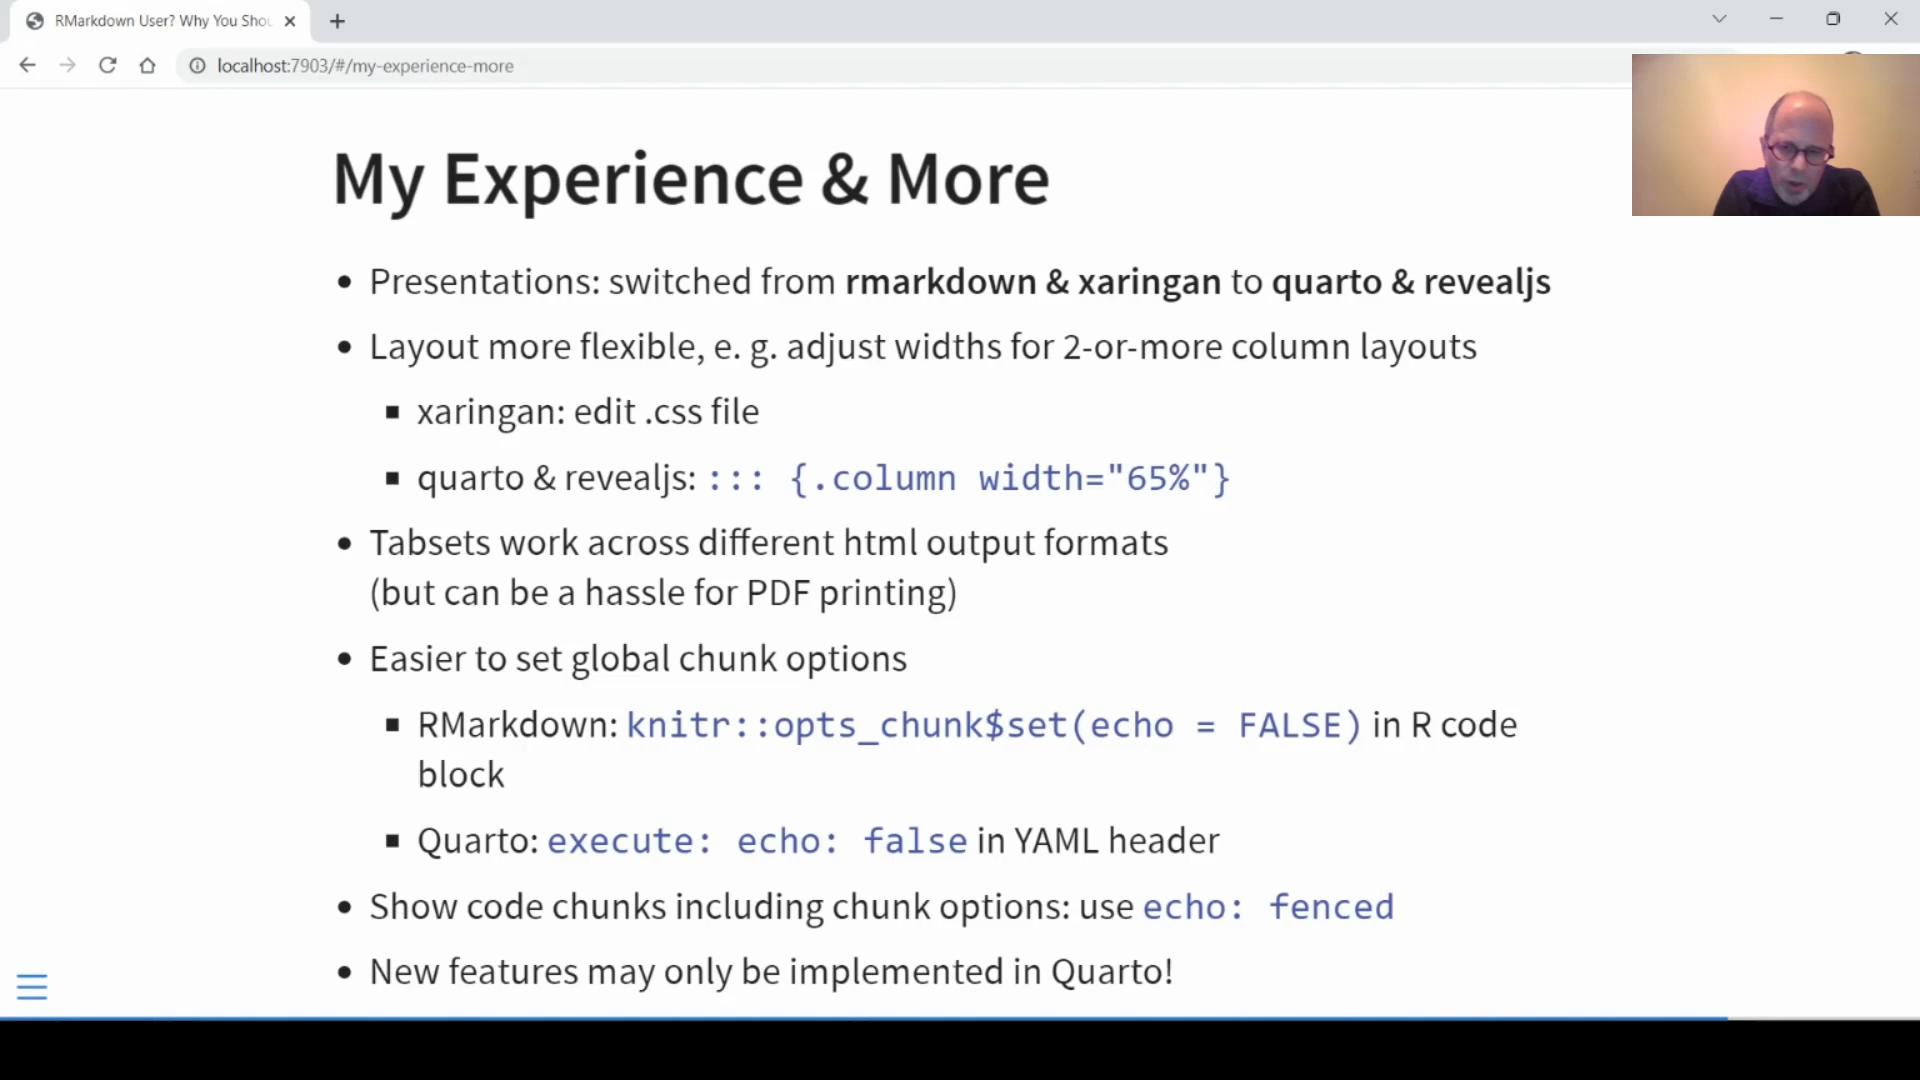 RMarkdown User? Why You Shou
localhost:7903/#/my-experience-more
My Experience & More
• Presentations: switched from rmarkdown & xaringan to quarto & revealjs
• Layout more flexible, e. g. adjust widths for 2-or-more column layouts
▪ xaringan: edit .css file
▪ quarto & revealjs: ::: {.column width="65%"}
• Tabsets work across different html output formats
(but can be a hassle for PDF printing)
• Easier to set global chunk options
▪ RMarkdown: knitr::opts_chunk$set(echo = FALSE) in R code
block
▪ Quarto: execute: echo: false in YAML header
• Show code chunks including chunk options: use echo: fenced
• New features may only be implemented in Quarto!